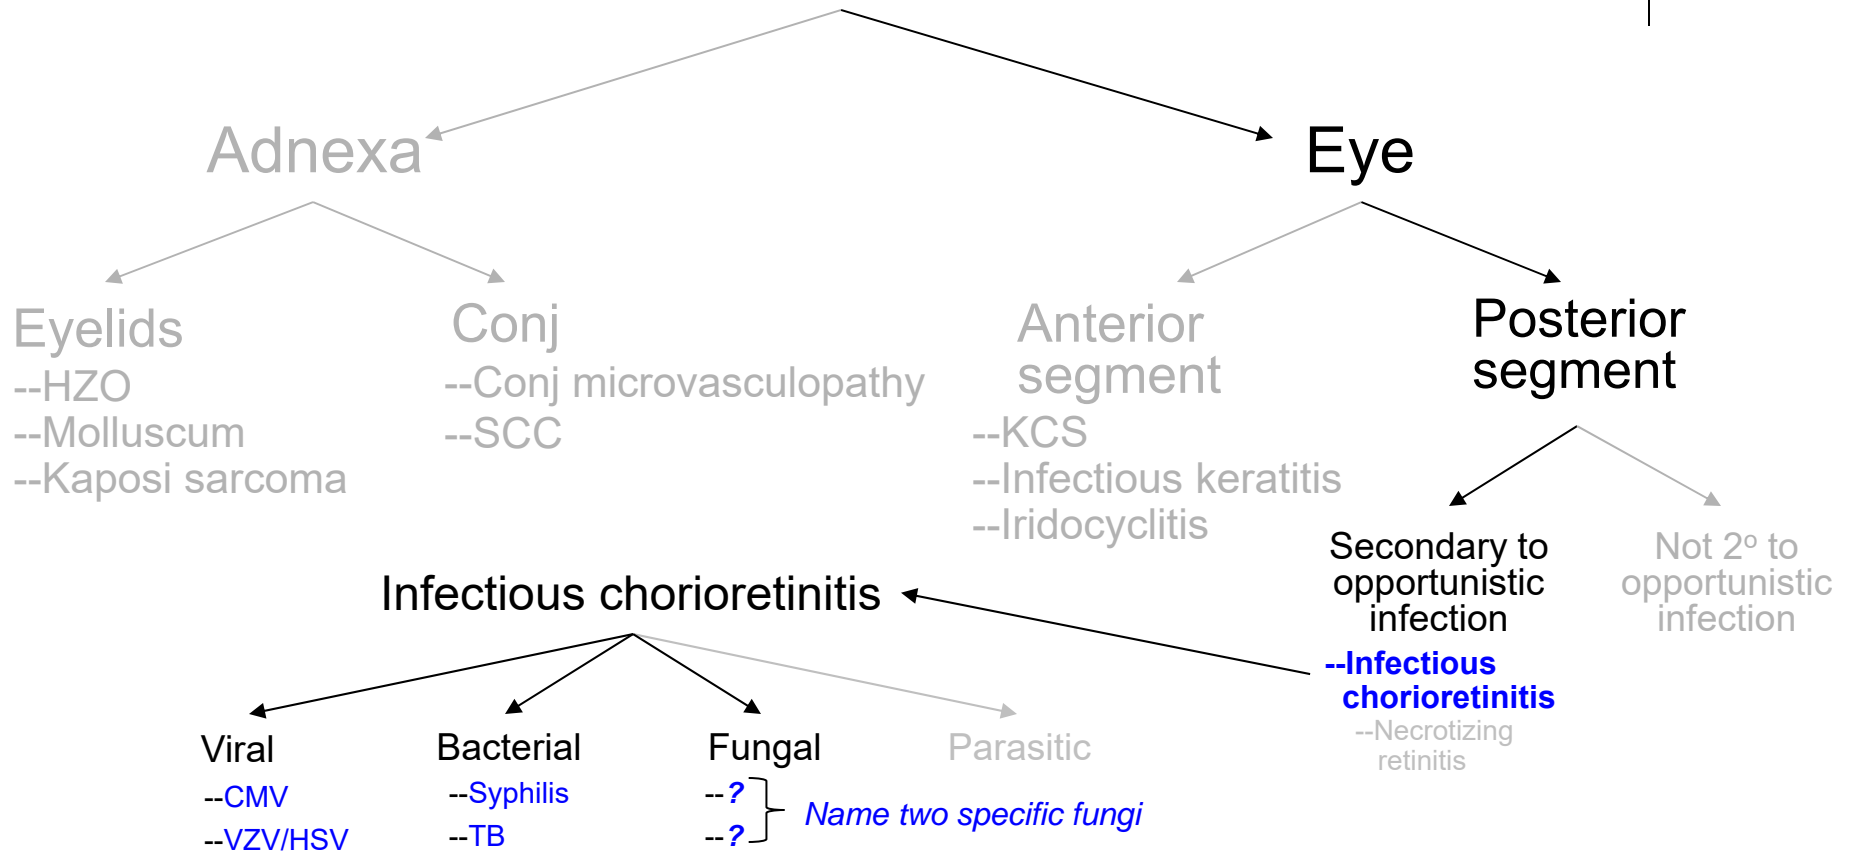 Adnexa
Eye
Eyelids
--HZO
--Molluscum
--Kaposi sarcoma
Conj
--Conj microvasculopathy
--SCC
Anterior
segment
--KCS
--Infectious keratitis
--Iridocyclitis
Posterior
segment
Secondary to
opportunistic
infection
--Infectious
chorioretinitis
--Necrotizing
retinitis
Not 2º to
opportunistic
infection
Infectious chorioretinitis
Viral
--CMV
--VZV/HSV
Bacterial
--Syphilis
--TB
Fungal
--?
--?
Name two specific fungi
Parasitic